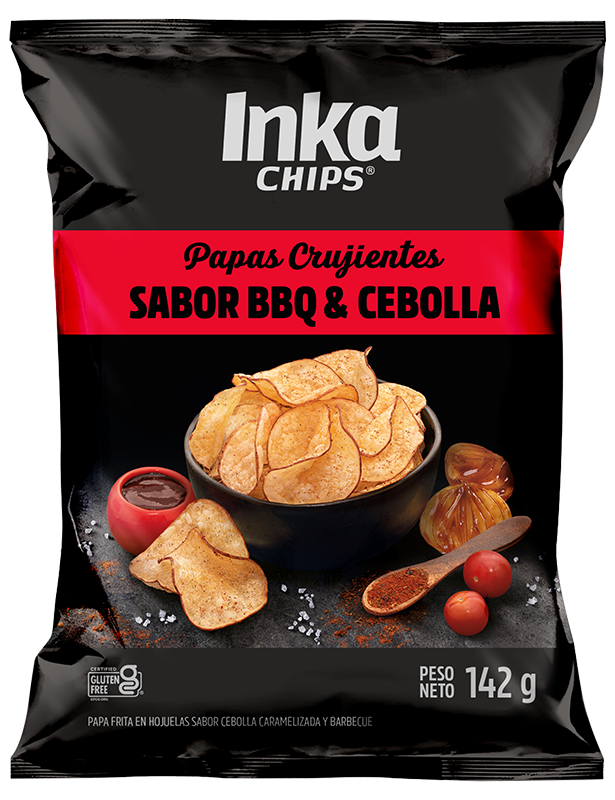 Inka
CHIPS®
Papas Crujientes
SABOR BBQ & CEBOLLA
CERTIFIED
GLUTEN
FREE
PESO
NETO 142 g
PAPA FRITA EN HOJUELAS SABOR CEBOLLA CARAMELIZADA Y BARBECUE